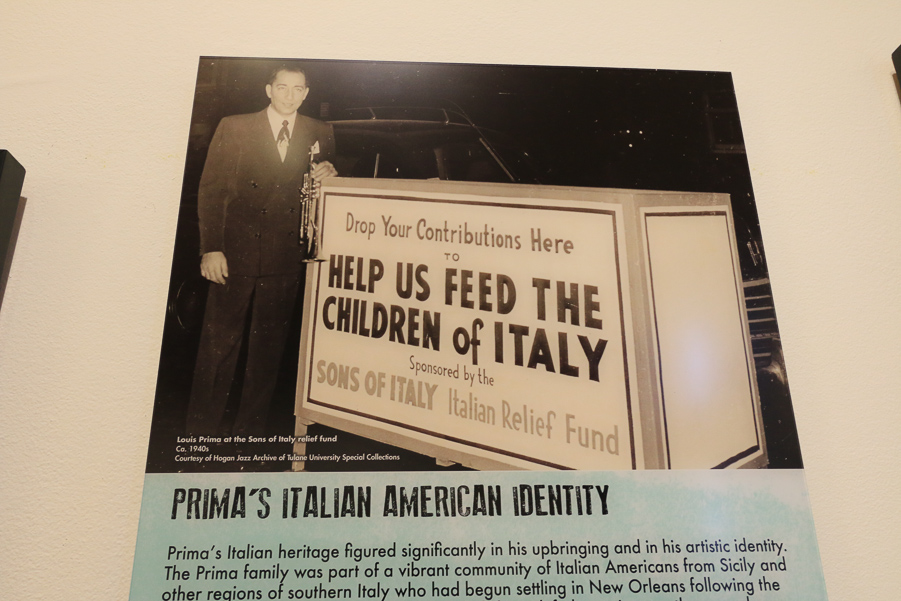 Drop Your Contributions Here
TO
HELP US FEED THE
CHILDREN of ITALY
Sponsored by the
SONS OF ITALY Italian Relief Fund
Louis Prima at the Sons of Italy relief fund
Ca. 1940s
Courtesy of Hogan Jazz Archive of Tulane University Special Collections
PRIMA'S ITALIAN AMERICAN IDENTITY
Prima's Italian heritage figured significantly in his upbringing and in his artistic identity.
The Prima family was part of a vibrant community of Italian Americans from Sicily and
other regions of southern Italy who had begun settling in New Orleans following the